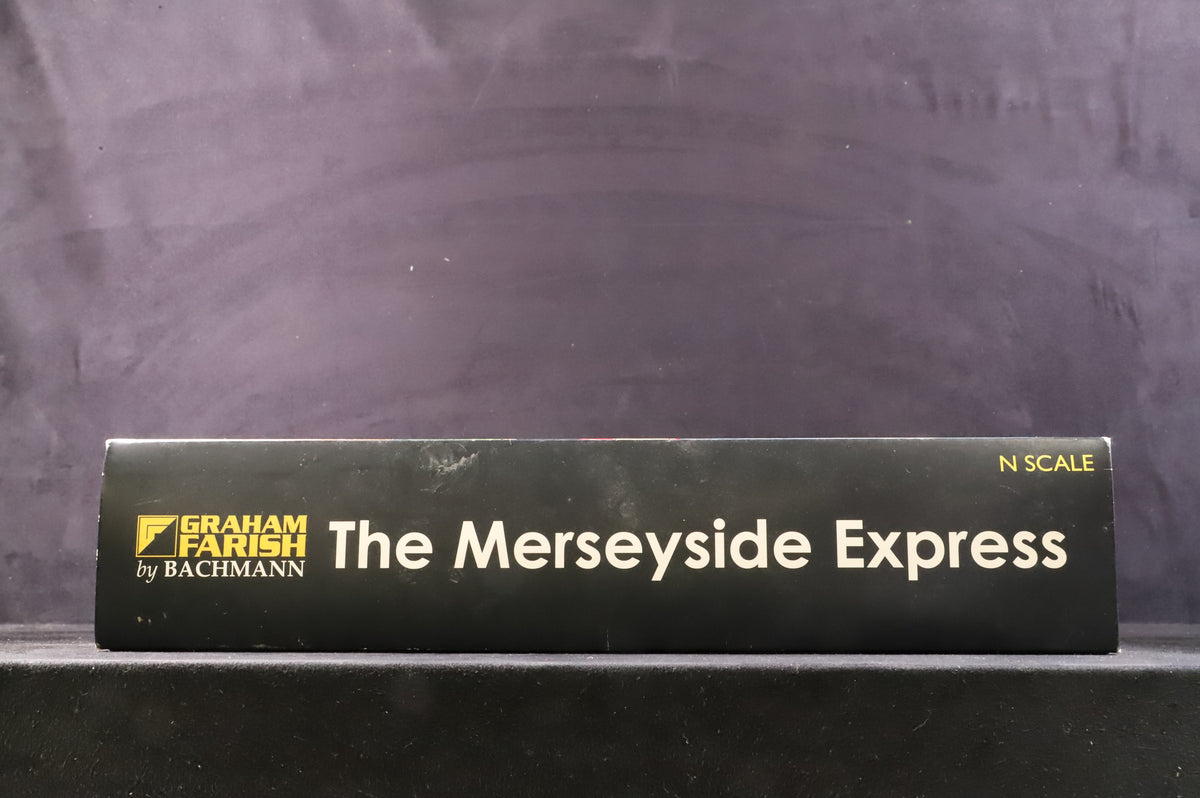 N SCALE
GRAHAM
FARISH
by BACHMANN
The Merseyside Express